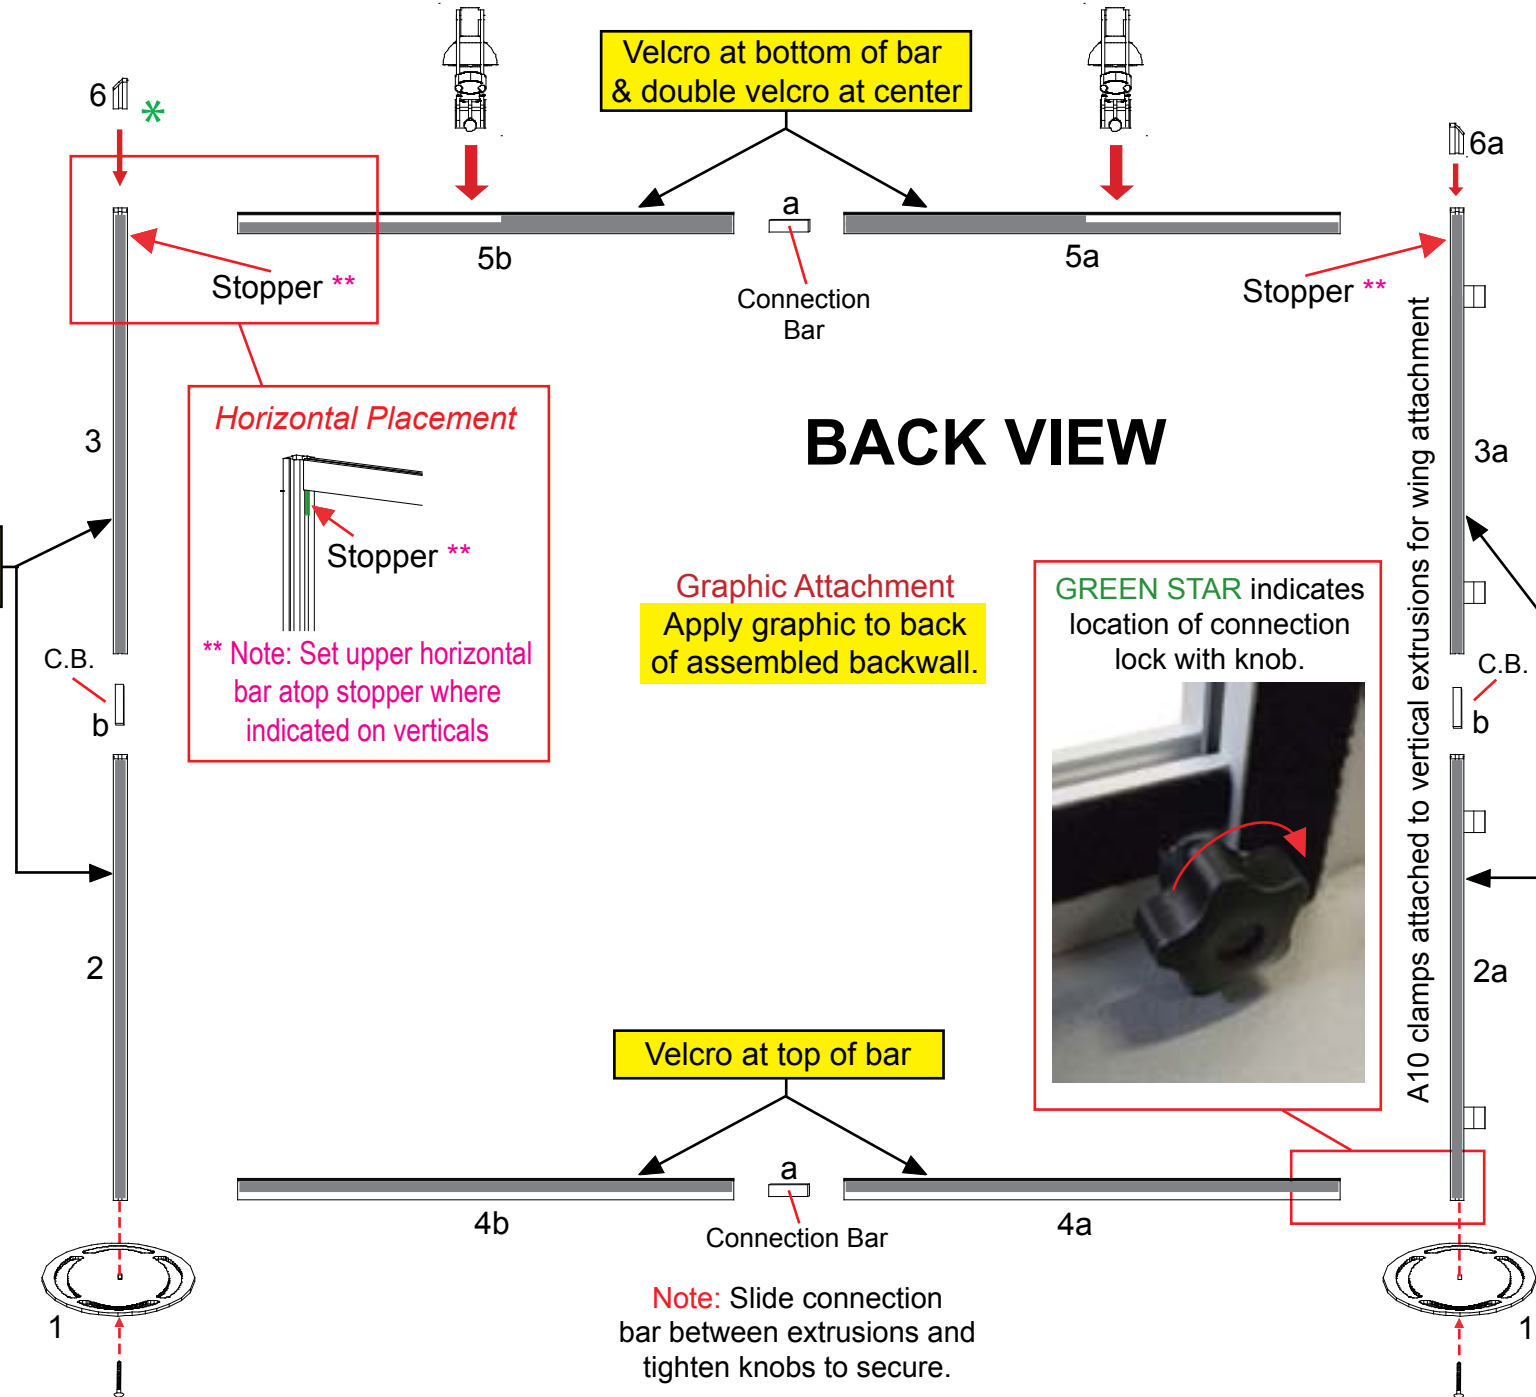 Velcro at bottom of bar
& double velcro at center
6
*
6a
a
5b
5a
Stopper **
Connection
Bar
Stopper **
Horizontal Placement
Stopper **
** Note: Set upper horizontal
bar atop stopper where
indicated on verticals
BACK VIEW
3
3a
A10 clamps attached to vertical extrusions for wing attachment
Graphic Attachment
Apply graphic to back
of assembled backwall.
GREEN STAR indicates
location of connection
lock with knob.
C.B.
b
C.B.
b
2
2a
Velcro at top of bar
a
4b
4a
Connection Bar
1
1
Note: Slide connection
bar between extrusions and
tighten knobs to secure.